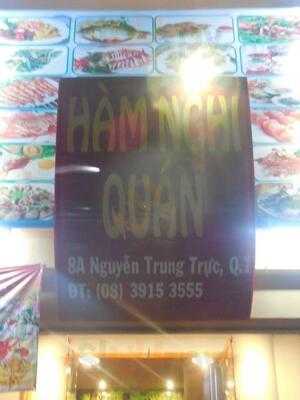 HÀM NGHI
QUÁN
8A Nguyễn Trung Trực, Q.1
ĐT: (08) 3915 3555